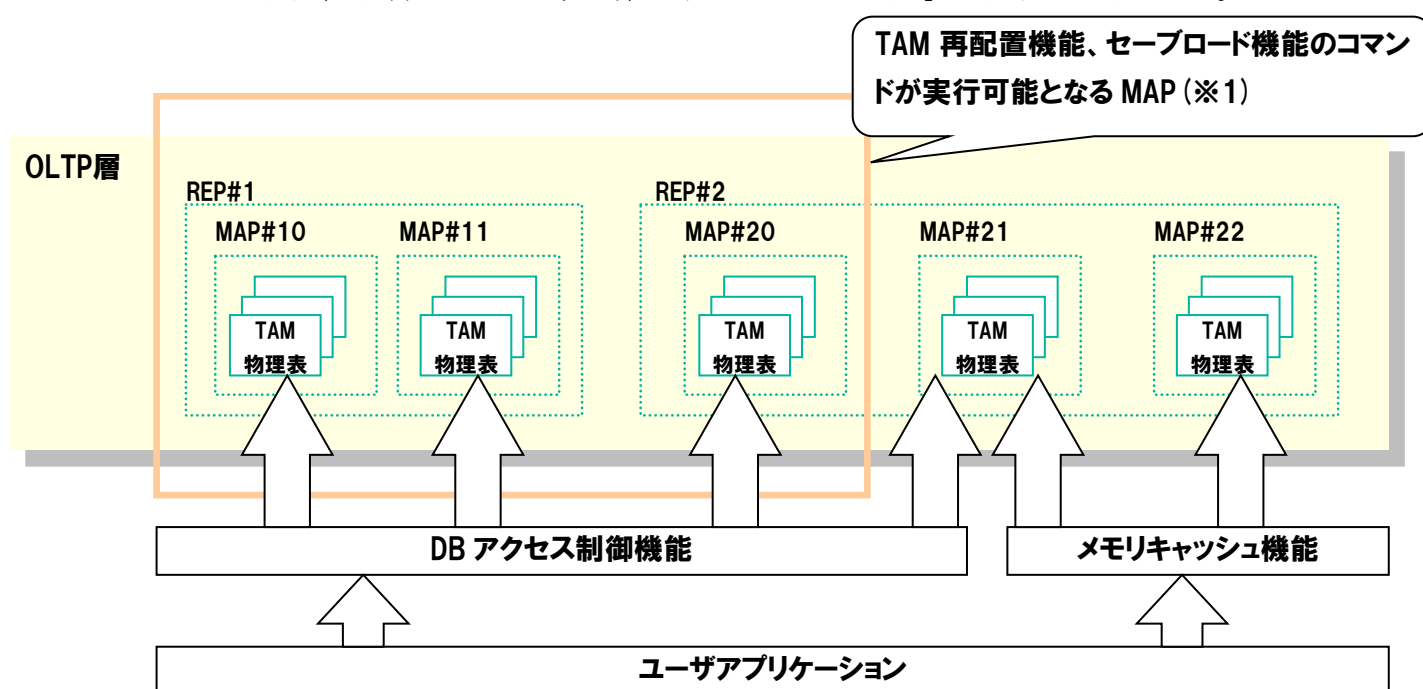 TAM 再配置機能、セーブロード機能のコマン
ドが実行可能となる MAP (※1)
OLTP層
REP#1
REP#2
MAP#10
MAP#11
MAP#20
MAP#21
MAP#22
TAM
物理表
TAM
物理表
TAM
物理表
TAM
物理表
TAM
物理表
DB アクセス制御機能
メモリキャッシュ機能
ユーザアプリケーション